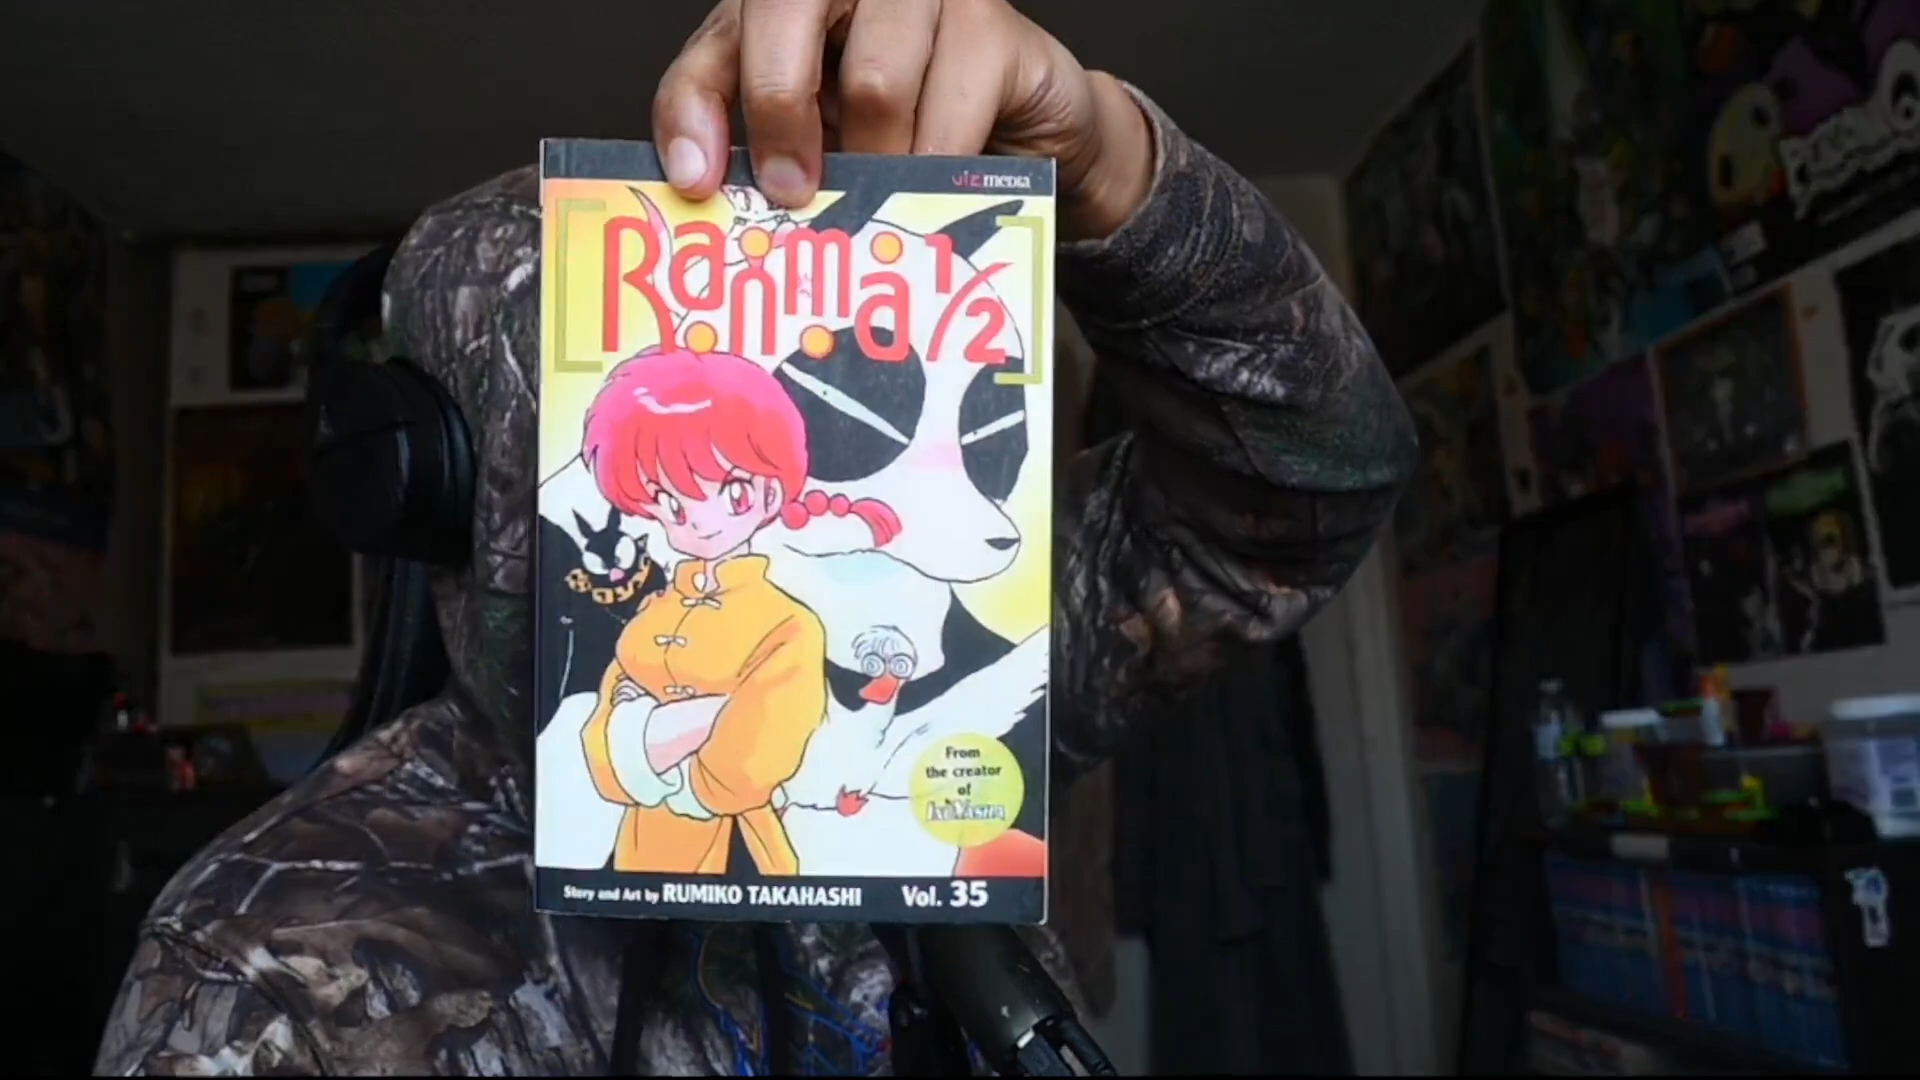 VIZ MEDIA
Ranma 1/2
From
the creator
of
INUYASHA
Story and Art by RUMIKO TAKAHASHI Vol. 35